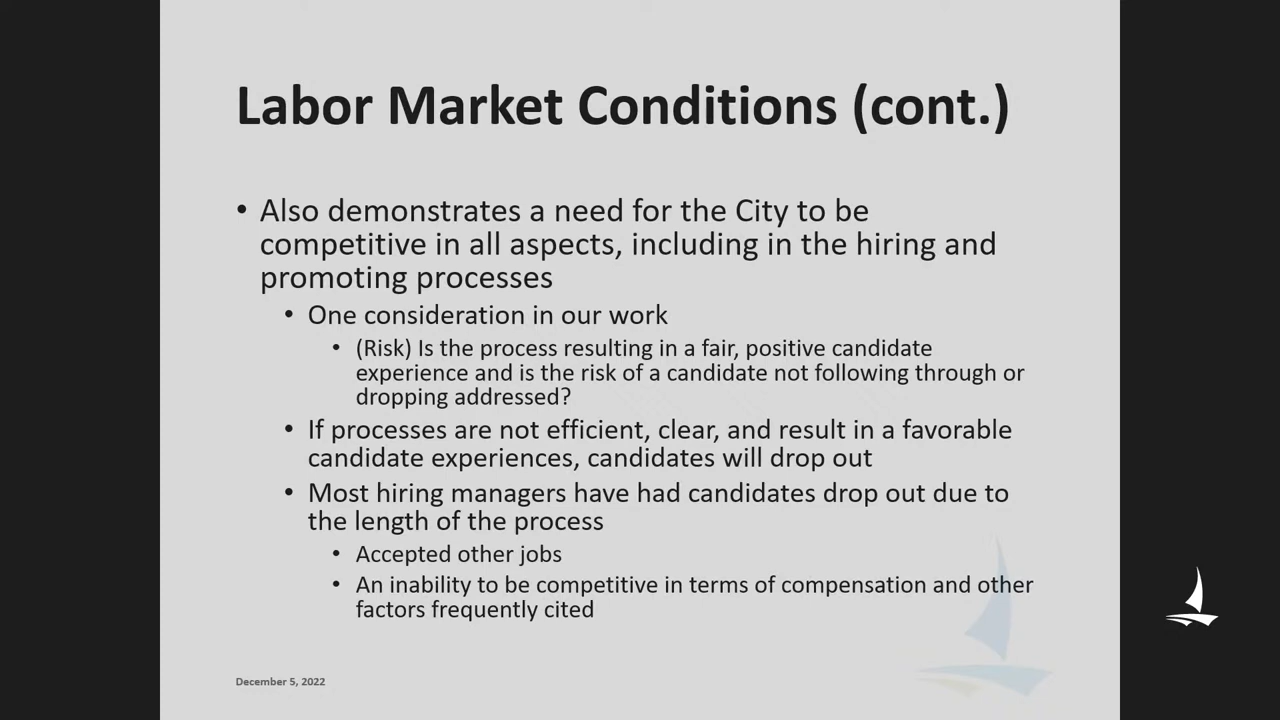 Labor Market Conditions (cont.)
• Also demonstrates a need for the City to be
competitive in all aspects, including in the hiring and
promoting processes
• One consideration in our work
• (Risk) Is the process resulting in a fair, positive candidate
experience and is the risk of a candidate not following through or
dropping addressed?
• If processes are not efficient, clear, and result in a favorable
candidate experiences, candidates will drop out
• Most hiring managers have had candidates drop out due to
the length of the process
• Accepted other jobs
• An inability to be competitive in terms of compensation and other
factors frequently cited
December 5, 2022